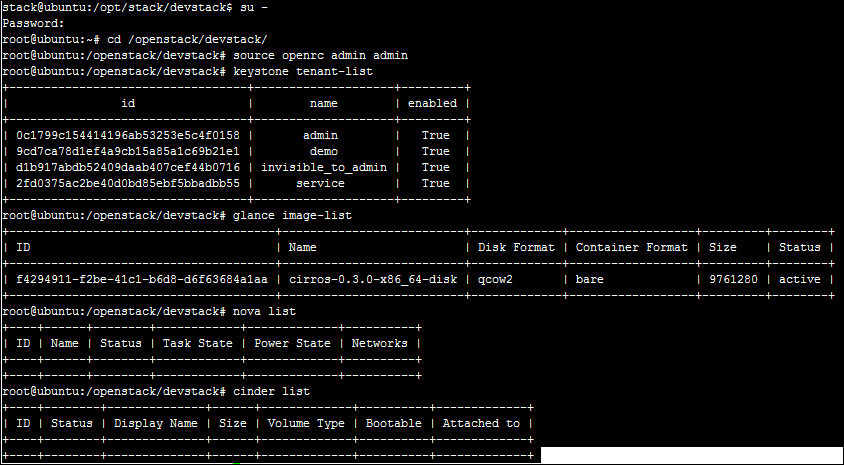 stack@ubuntu:/opt/stack/devstack$ su -
Password:
root@ubuntu:~# cd /openstack/devstack/
root@ubuntu:/openstack/devstack# source openrc admin admin
root@ubuntu:/openstack/devstack# keystone tenant-list
+----------------------------------+--------------------+---------+
| id | name | enabled |
+----------------------------------+--------------------+---------+
| 0c1799c154414196ab53253e5c4f0158 | admin | True |
| 9cd7ca78d1ef4a9cb15a85a1c69b21e1 | demo | True |
| d1b917abdb52409daab407cef44b0716 | invisible_to_admin | True |
| 2fd0375ac2be40d0bd85ebf5bbadbb55 | service | True |
+----------------------------------+--------------------+---------+
root@ubuntu:/openstack/devstack# glance image-list
+--------------------------------------+--------------------------+-------------+------------------+---------+--------+
| ID | Name | Disk Format | Container Format | Size | Status |
+--------------------------------------+--------------------------+-------------+------------------+---------+--------+
| f4294911-f2be-41c1-b6d8-d6f63684a1aa | cirros-0.3.0-x86_64-disk | qcow2 | bare | 9761280 | active |
+--------------------------------------+--------------------------+-------------+------------------+---------+--------+
root@ubuntu:/openstack/devstack# nova list
+----+------+--------+------------+-------------+----------+
| ID | Name | Status | Task State | Power State | Networks |
+----+------+--------+------------+-------------+----------+
+----+------+--------+------------+-------------+----------+
root@ubuntu:/openstack/devstack# cinder list
+----+--------+--------------+------+-------------+----------+-------------+
| ID | Status | Display Name | Size | Volume Type | Bootable | Attached to |
+----+--------+--------------+------+-------------+----------+-------------+
+----+--------+--------------+------+-------------+----------+-------------+